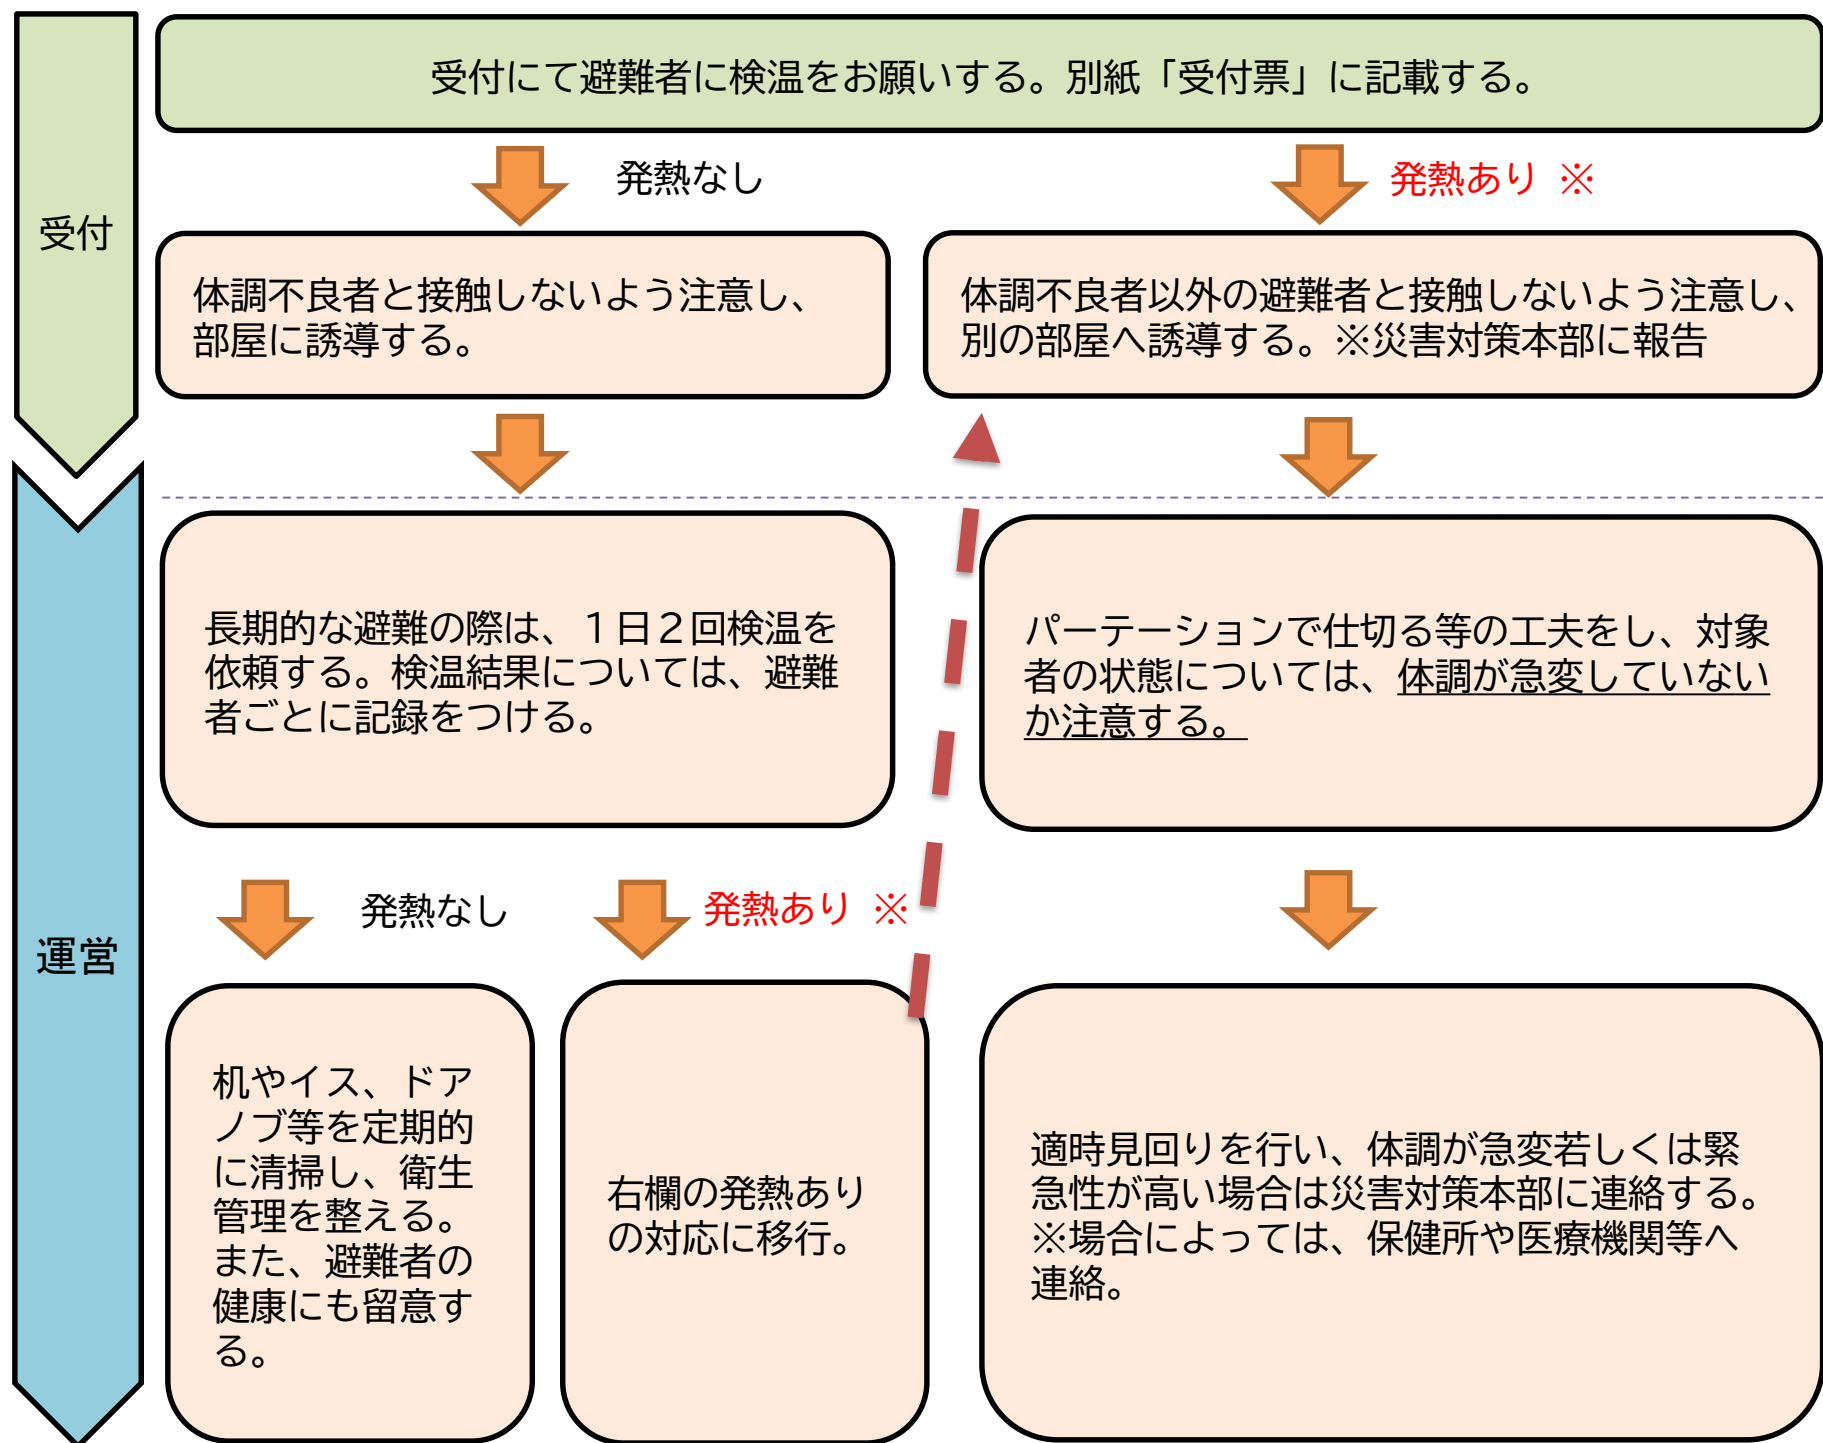 受付にて避難者に検温をお願いする。別紙「受付票」に記載する。
発熱なし
発熱あり ※
受付
体調不良者と接触しないよう注意し、
部屋に誘導する。
体調不良者以外の避難者と接触しないよう注意し、
別の部屋へ誘導する。※災害対策本部に報告
長期的な避難の際は、１日２回検温を
依頼する。検温結果については、避難
者ごとに記録をつける。
パーテーションで仕切る等の工夫をし、対象
者の状態については、体調が急変していない
か注意する。
発熱なし
発熱あり ※
運営
机やイス、ドア
ノブ等を定期的
に清掃し、衛生
管理を整える。
また、避難者の
健康にも留意す
る。
右欄の発熱あり
の対応に移行。
適時見回りを行い、体調が急変若しくは緊
急性が高い場合は災害対策本部に連絡する。
※場合によっては、保健所や医療機関等へ
連絡。